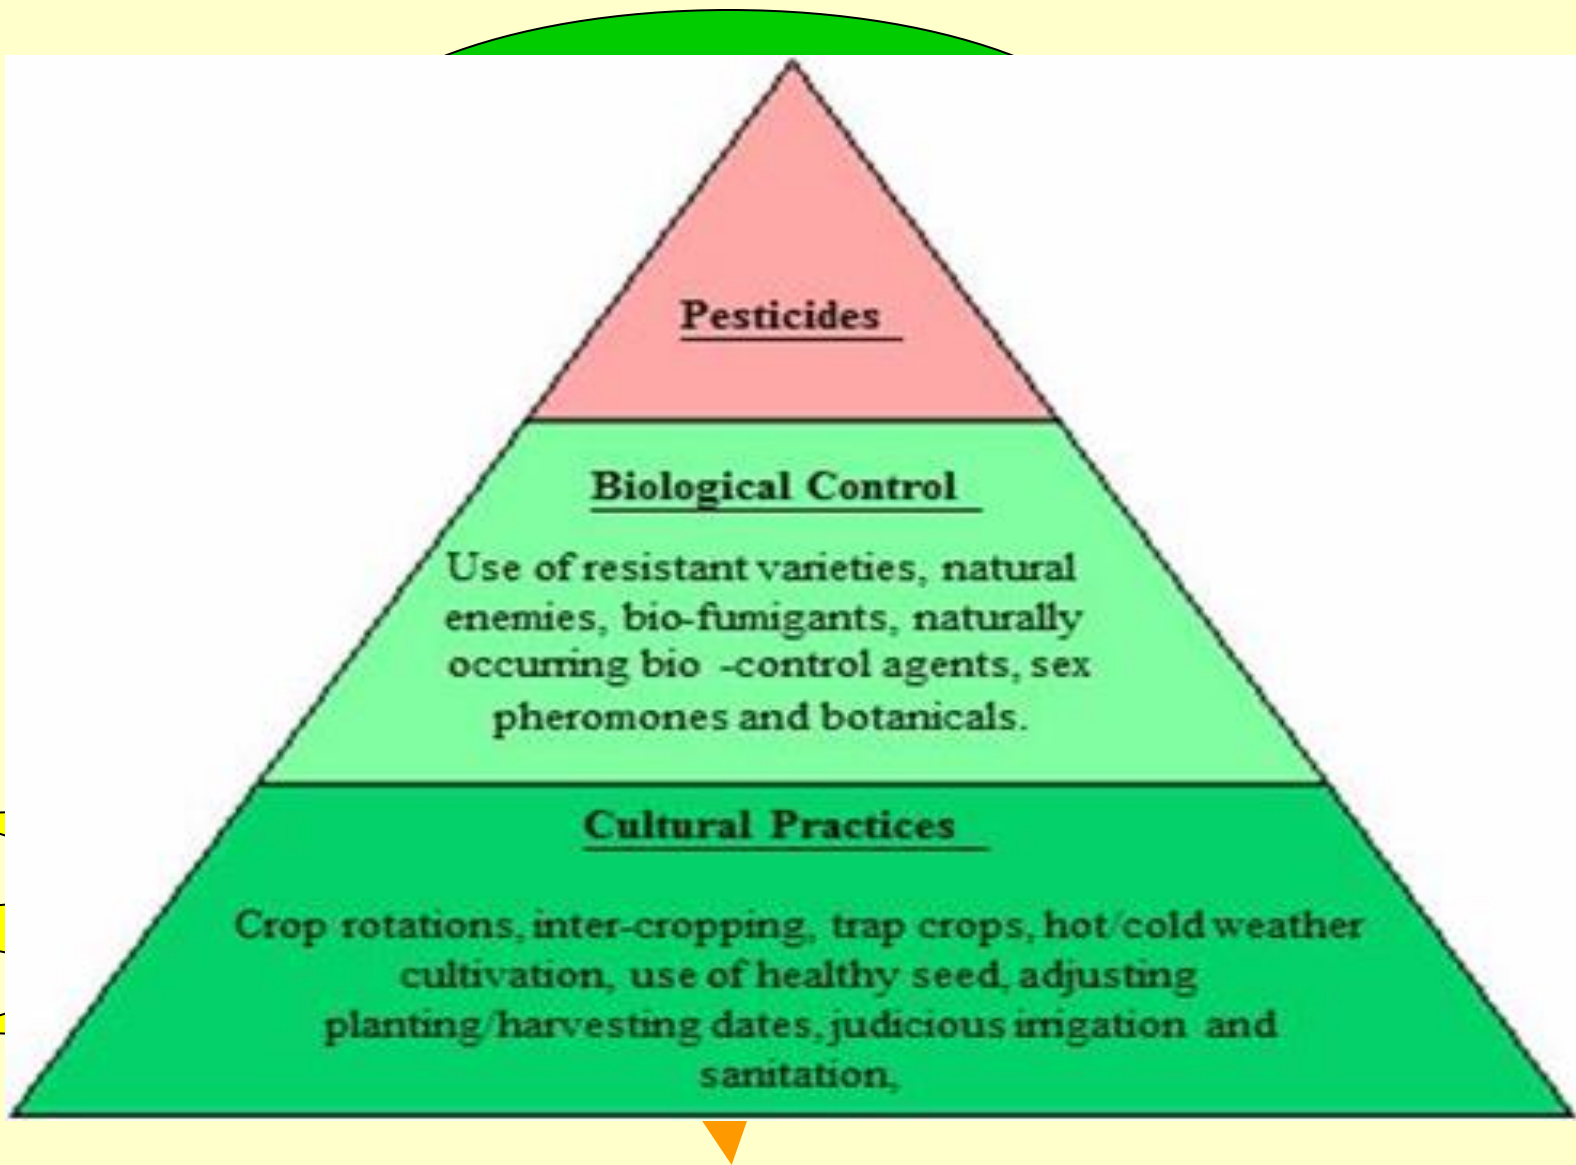 Pesticides
Biological Control
Use of resistant varieties, natural
enemies, bio-fumigants, naturally
occurring bio -control agents, sex
pheromones and botanicals.
Cultural Practices
Crop rotations, inter-cropping, trap crops, hot/cold weather
cultivation, use of healthy seed, adjusting
planting/harvesting dates, judicious irrigation and
sanitation,